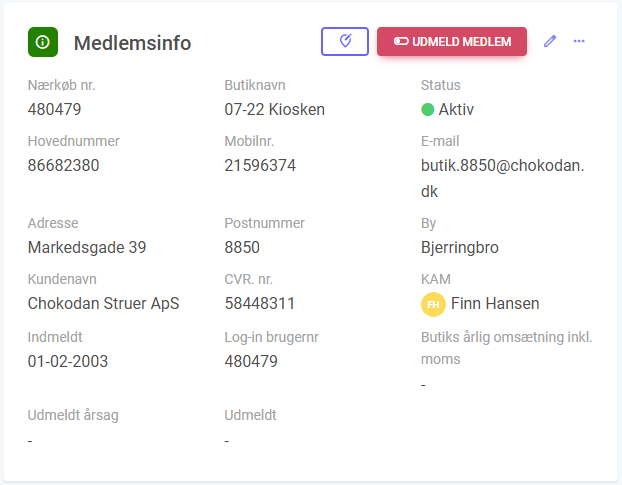 Medlemsinfo
UDMELD MEDLEM
Nærkøb nr. Butiknavn Status
480479 07-22 Kiosken Aktiv
Hovednummer Mobilnr. E-mail
86682380 21596374 butik.8850@chokodan.
dk
Adresse Postnummer By
Markedsgade 39 8850 Bjerringbro
Kundenavn CVR. nr. KAM
Chokodan Struer ApS 58448311 FH Finn Hansen
Indmeldt Log-in brugernr Butiks årlig omsætning inkl.
moms
01-02-2003 480479
-
Udmeldt årsag Udmeldt
- -